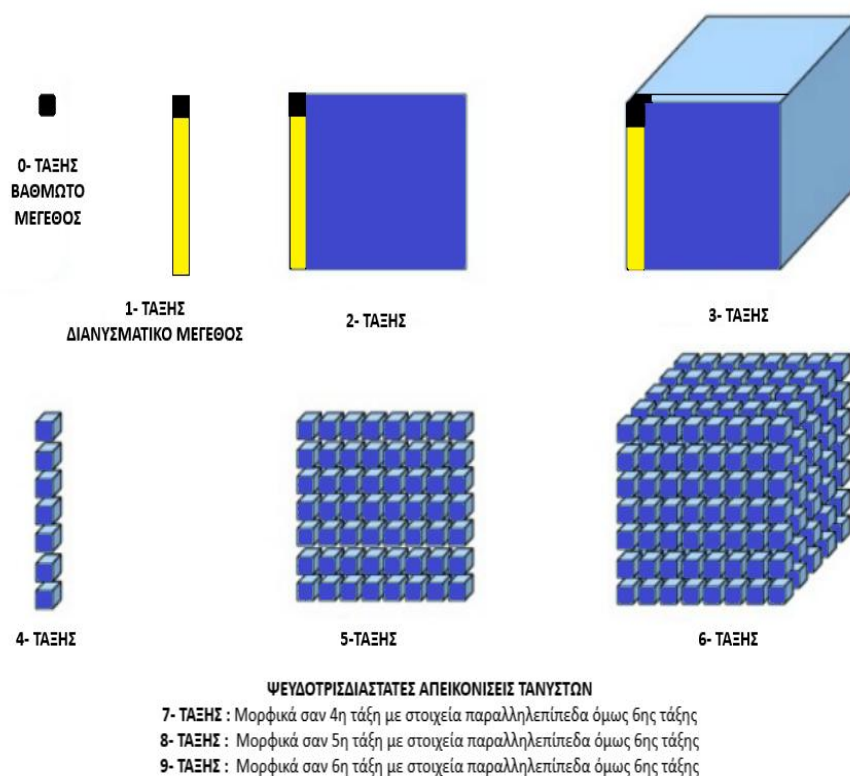 0- ΤΑΞΗΣ
ΒΑΘΜΩΤΟ
ΜΕΓΕΘΟΣ
1- ΤΑΞΗΣ
ΔΙΑΝΥΣΜΑΤΙΚΟ ΜΕΓΕΘΟΣ
2- ΤΑΞΗΣ
3- ΤΑΞΗΣ
4- ΤΑΞΗΣ
5-ΤΑΞΗΣ
6- ΤΑΞΗΣ
ΨΕΥΔΟΤΡΙΣΔΙΑΣΤΑΤΕΣ ΑΠΕΙΚΟΝΙΣΕΙΣ ΤΑΝΥΣΤΩΝ
7- ΤΑΞΗΣ : Μορφικά σαν 4η τάξη με στοιχεία παραλληλεπίπεδα όμως 6ης τάξης
8- ΤΑΞΗΣ : Μορφικά σαν 5η τάξη με στοιχεία παραλληλεπίπεδα όμως 6ης τάξης
9- ΤΑΞΗΣ : Μορφικά σαν 6η τάξη με στοιχεία παραλληλεπίπεδα όμως 6ης τάξης